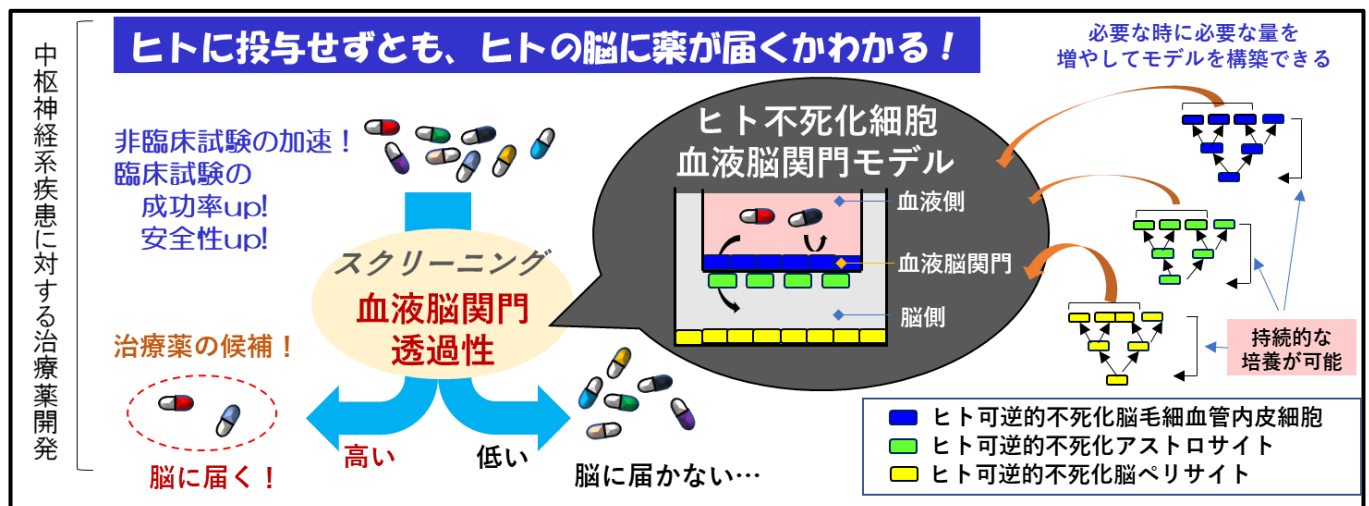 中枢神経系疾患に対する治療薬開発
ヒトに投与せずとも、ヒトの脳に薬が届くかわかる！
非臨床試験の加速！
臨床試験の
成功率up!
安全性up!
スクリーニング
血液脳関門
透過性
治療薬の候補！
脳に届く！
高い
低い
脳に届かない…
ヒト不死化細胞
血液脳関門モデル
血液側
血液脳関門
脳側
必要な時に必要な量を
増やしてモデルを構築できる
持続的な
培養が可能
ヒト可逆的不死化脳毛細血管内皮細胞
ヒト可逆的不死化アストロサイト
ヒト可逆的不死化脳ペリサイト